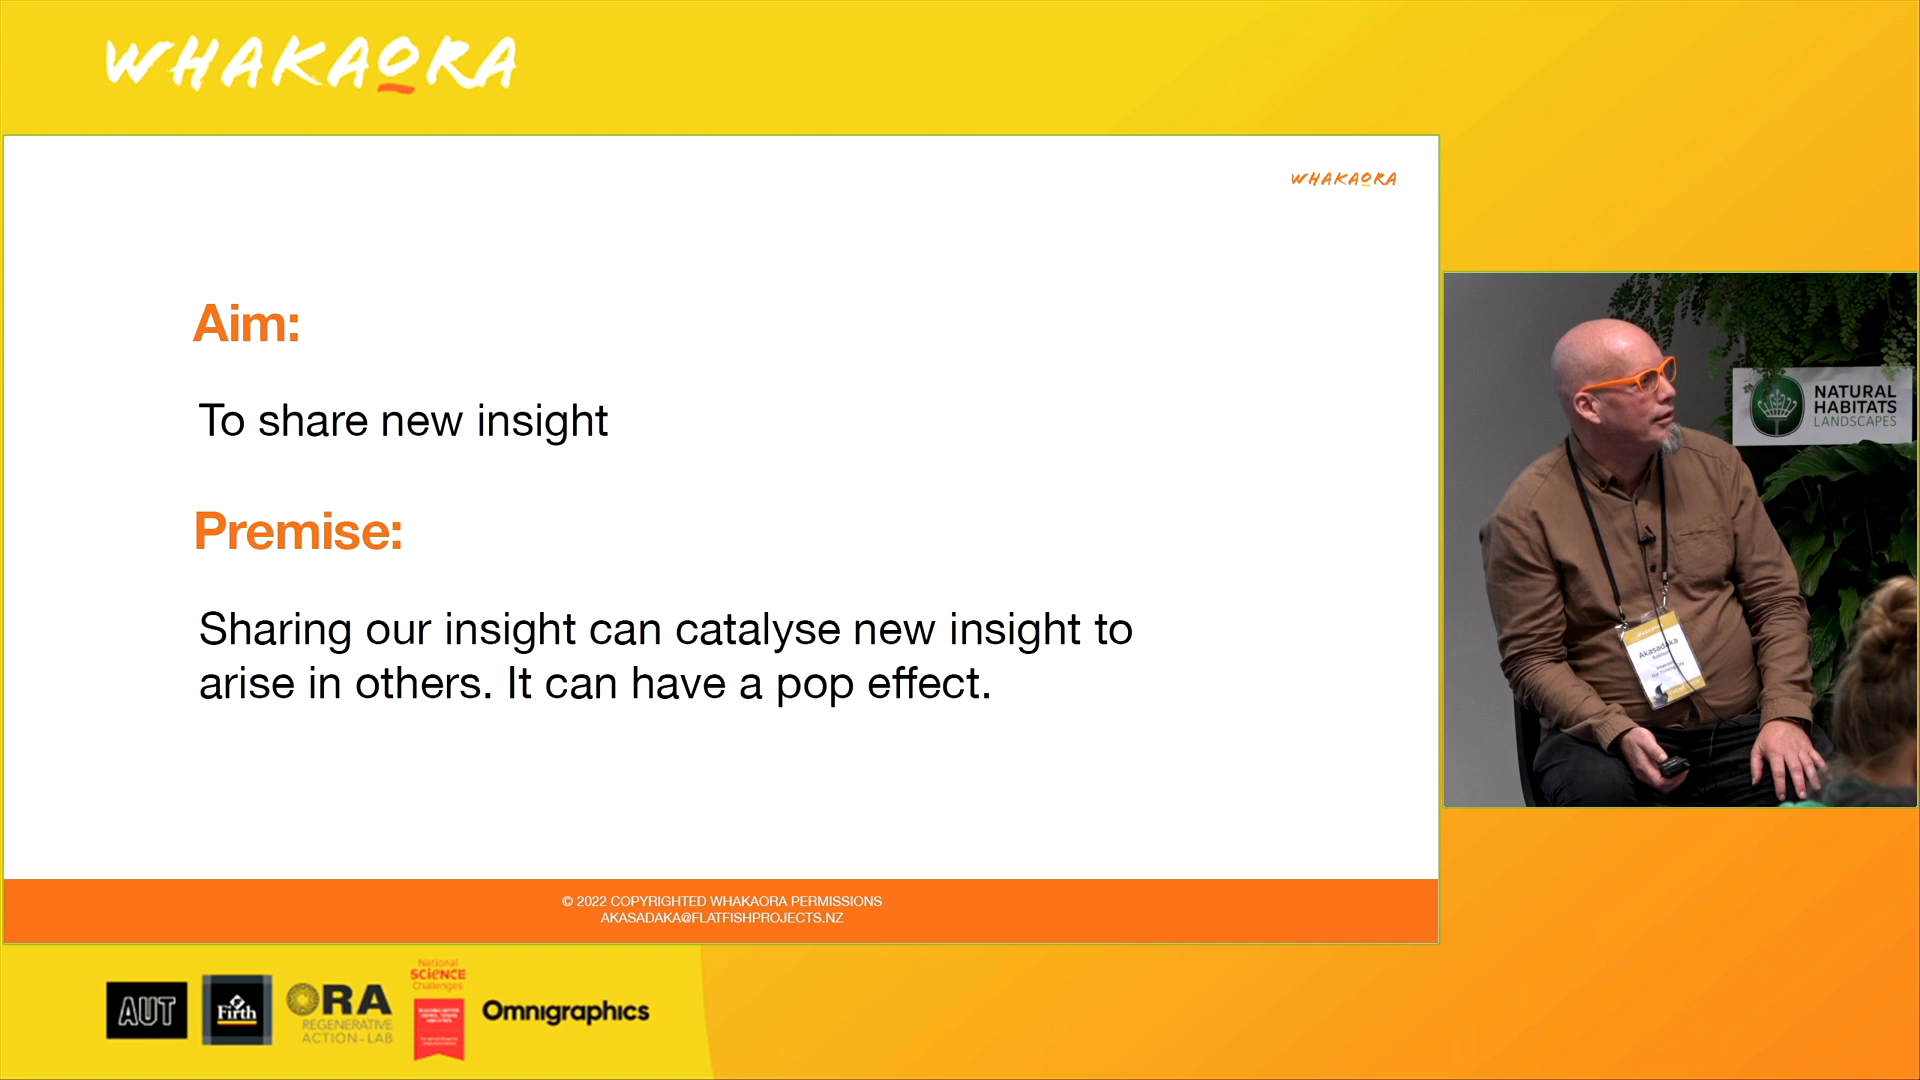 WHAKAORA
WHAKAORA
Aim:
To share new insight
Premise:
Sharing our insight can catalyse new insight to
arise in others. It can have a pop effect.
© 2022 COPYRIGHTED WHAKAORA PERMISSIONS
AKASADAKA@FLATFISHPROJECTS.NZ
NATURAL
HABITATS
LANDSCAPES
Akasadaka
AUT
Firth
ORA
REGENERATIVE
ACTION-LAB
National
SCIENCE
Challenges
Omnigraphics